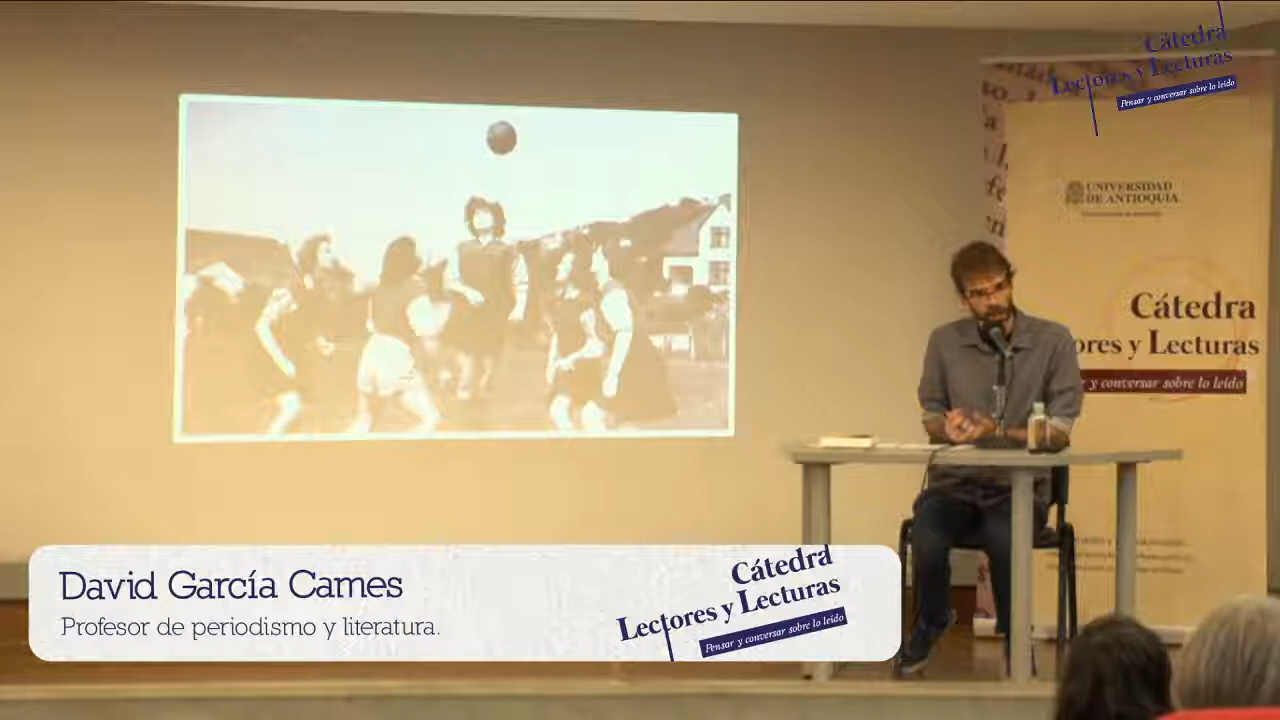 Cátedra
Lectores y Lecturas
Pensar y conversar sobre lo leído
UNIVERSIDAD
DE ANTIOQUIA
Cátedra
ores y Lecturas
r y conversar sobre lo leído
David García Cames
Profesor de periodismo y literatura.
Cátedra
Lectores y Lecturas
Pensar y conversar sobre lo leído